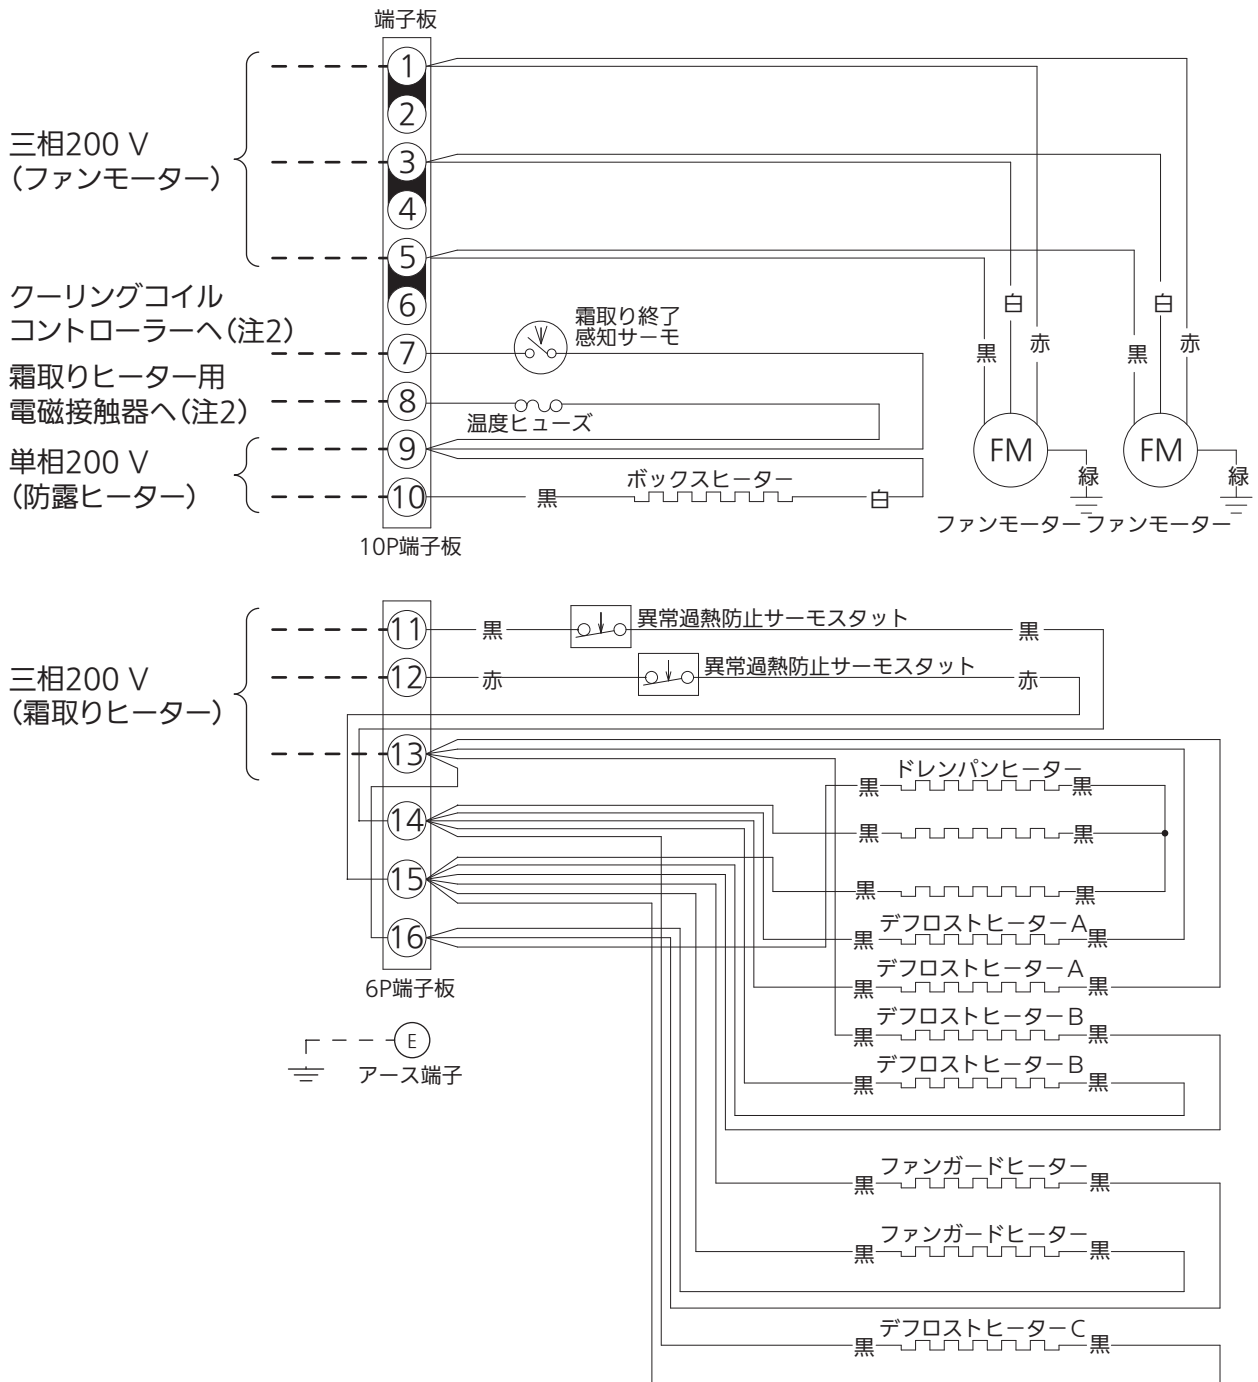 端子板
1
2
3
4
5
6
7
8
9
10
10P端子板
三相200 V
（ファンモーター）
クーリングコイル
コントローラーへ（注2）
霜取りヒーター用
電磁接触器へ（注2）
単相200 V
（防露ヒーター）
霜取り終了
感知サーモ
温度ヒューズ
黒
ボックスヒーター
白
黒
白
赤
黒
白
赤
FM
FM
緑
緑
ファンモーター
ファンモーター
11
12
13
14
15
16
6P端子板
三相200 V
（霜取りヒーター）
黒
異常過熱防止サーモスタット
黒
赤
異常過熱防止サーモスタット
赤
ドレンパンヒーター
黒
黒
黒
黒
黒
黒
デフロストヒーターA
黒
黒
デフロストヒーターA
黒
黒
デフロストヒーターB
黒
黒
デフロストヒーターB
黒
黒
ファンガードヒーター
黒
黒
ファンガードヒーター
黒
黒
デフロストヒーターC
黒
黒
E
アース端子